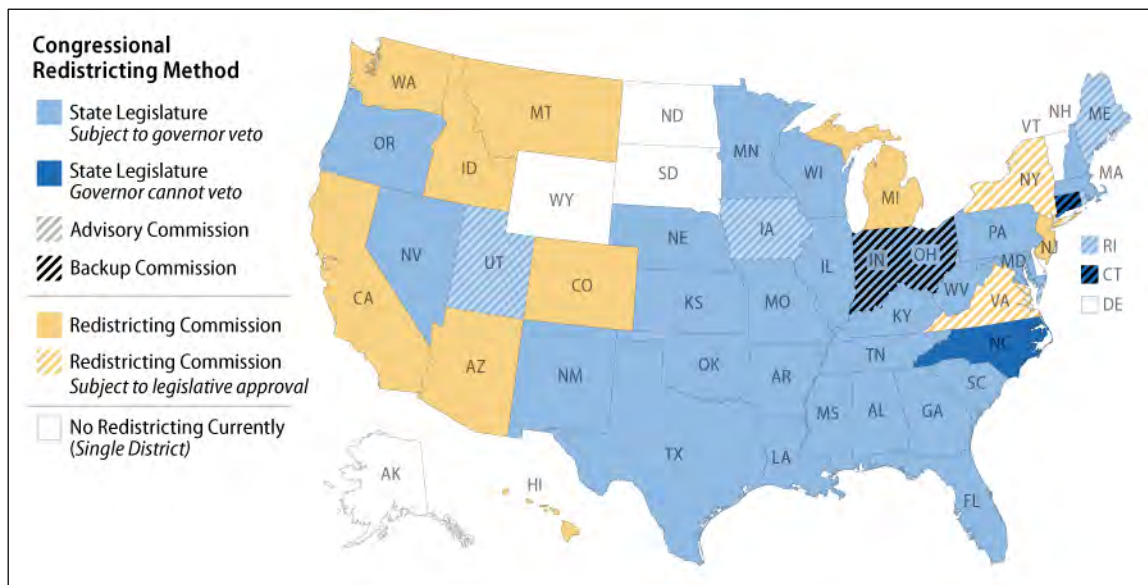 Congressional
Redistricting Method
State Legislature
Subject to governor veto
State Legislature
Governor cannot veto
Advisory Commission
Backup Commission
Redistricting Commission
Redistricting Commission
Subject to legislative approval
No Redistricting Currently
(Single District)
WA
MT
ND
MN
VT
NH
ME
OR
ID
SD
WI
MI
NY
MA
WY
NV
UT
CO
NE
IA
IL
IN
OH
PA
NJ
RI
CT
DE
CA
KS
MO
KY
WV
MD
VA
AZ
NM
OK
AR
TN
NC
SC
TX
LA
MS
AL
GA
FL
AK
HI